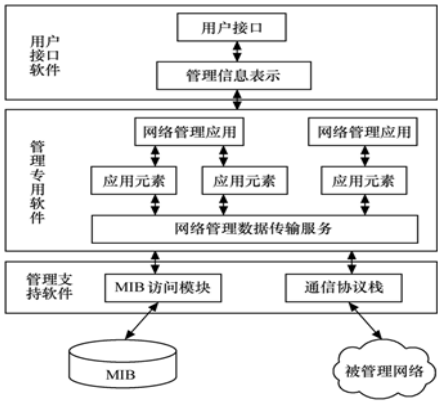 用户
接口
软件
用户接口
管理信息表示
管理专用软件
网络管理应用
网络管理应用
应用元素
应用元素
应用元素
网络管理数据传输服务
管理支
持软件
MIB 访问模块
通信协议栈
MIB
被管理网络